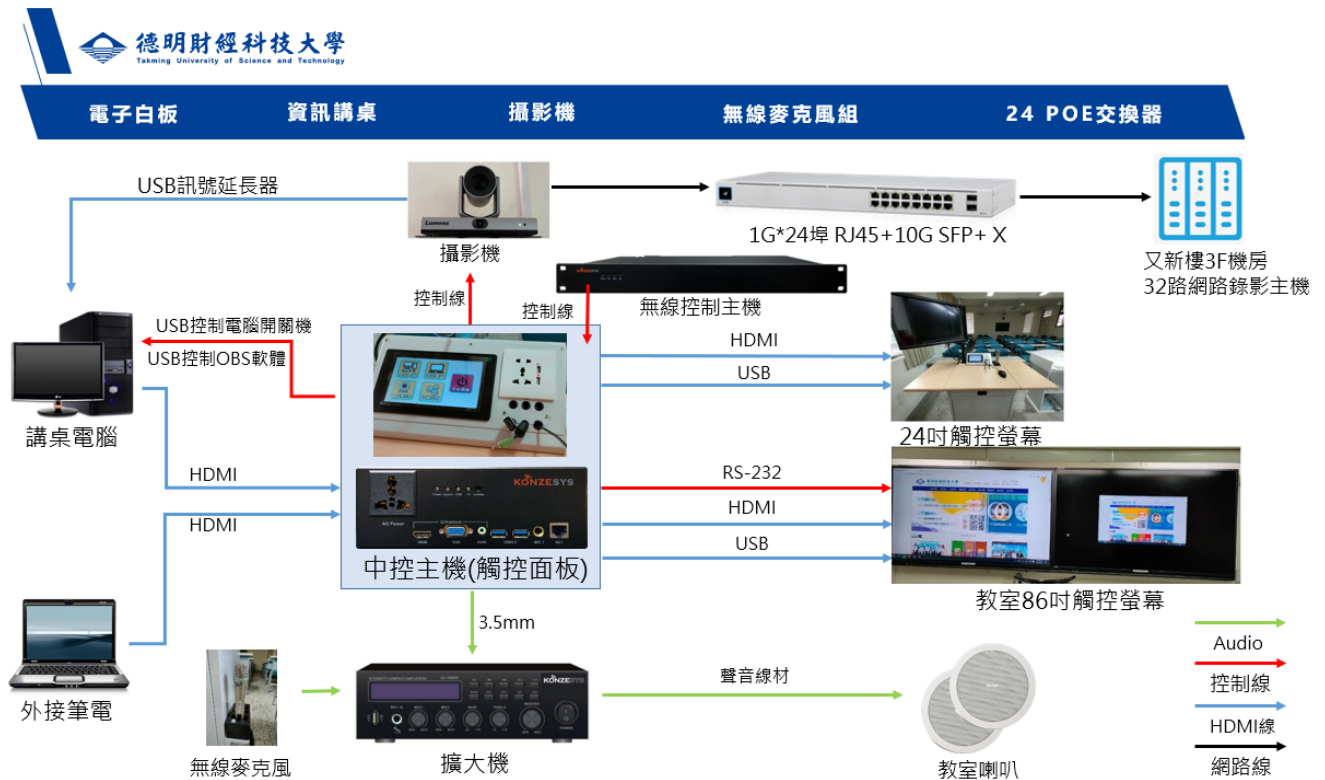 德明財經科技大學
Takming University of Science and Technology
電子白板
資訊講桌
攝影機
無線麥克風組
24 POE交換器
USB訊號延長器
Lumens
攝影機
1G*24埠 RJ45+10G SFP+ X
又新樓3F機房
32路網路錄影主機
控制線
控制線
KONZESYS
無線控制主機
USB控制電腦開關機
USB控制OBS軟體
HDMI
USB
講桌電腦
24吋觸控螢幕
HDMI
HDMI
KONZESYS
AC Power
中控主機(觸控面板)
RS-232
HDMI
USB
教室86吋觸控螢幕
3.5mm
外接筆電
無線麥克風
KONZESYS
擴大機
聲音線材
教室喇叭
Audio
控制線
HDMI線
網路線